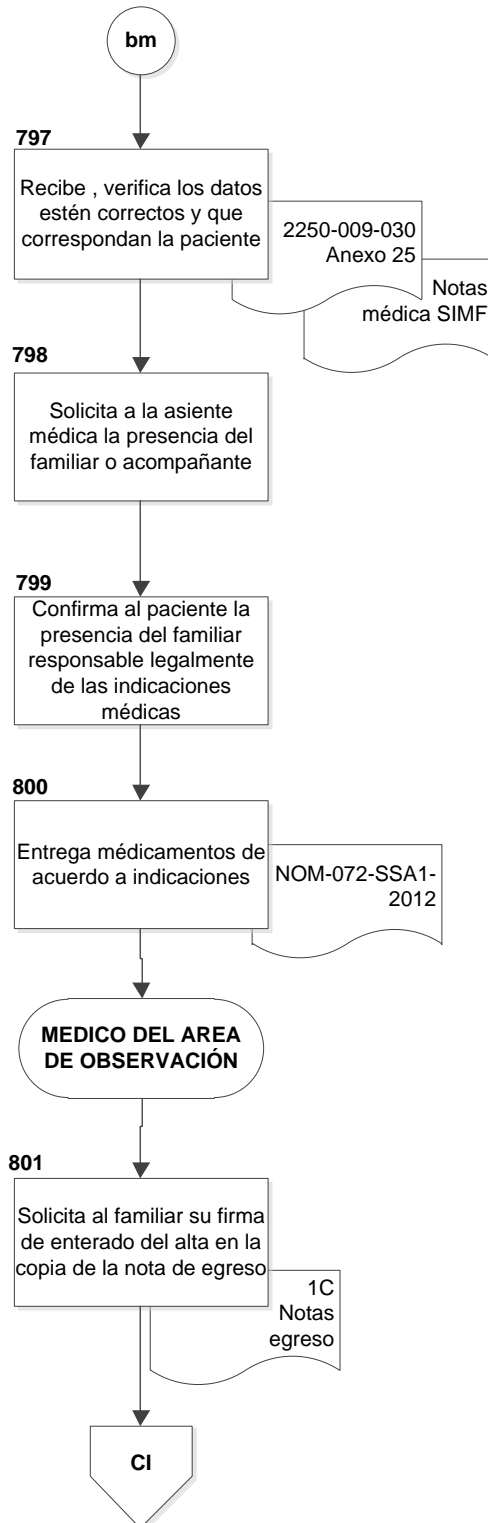 bm
797
Recibe , verifica los datos
estén correctos y que
correspondan la paciente
2250-009-030
Anexo 25
Notas
médica SIMF
798
Solicita a la asiente
médica la presencia del
familiar o acompañante
799
Confirma al paciente la
presencia del familiar
responsable legalmente
de las indicaciones
médicas
800
Entrega médicamentos de
acuerdo a indicaciones
NOM-072-SSA1-
2012
MEDICO DEL AREA
DE OBSERVACIÓN
801
Solicita al familiar su firma
de enterado del alta en la
copia de la nota de egreso
1C
Notas
egreso
CI